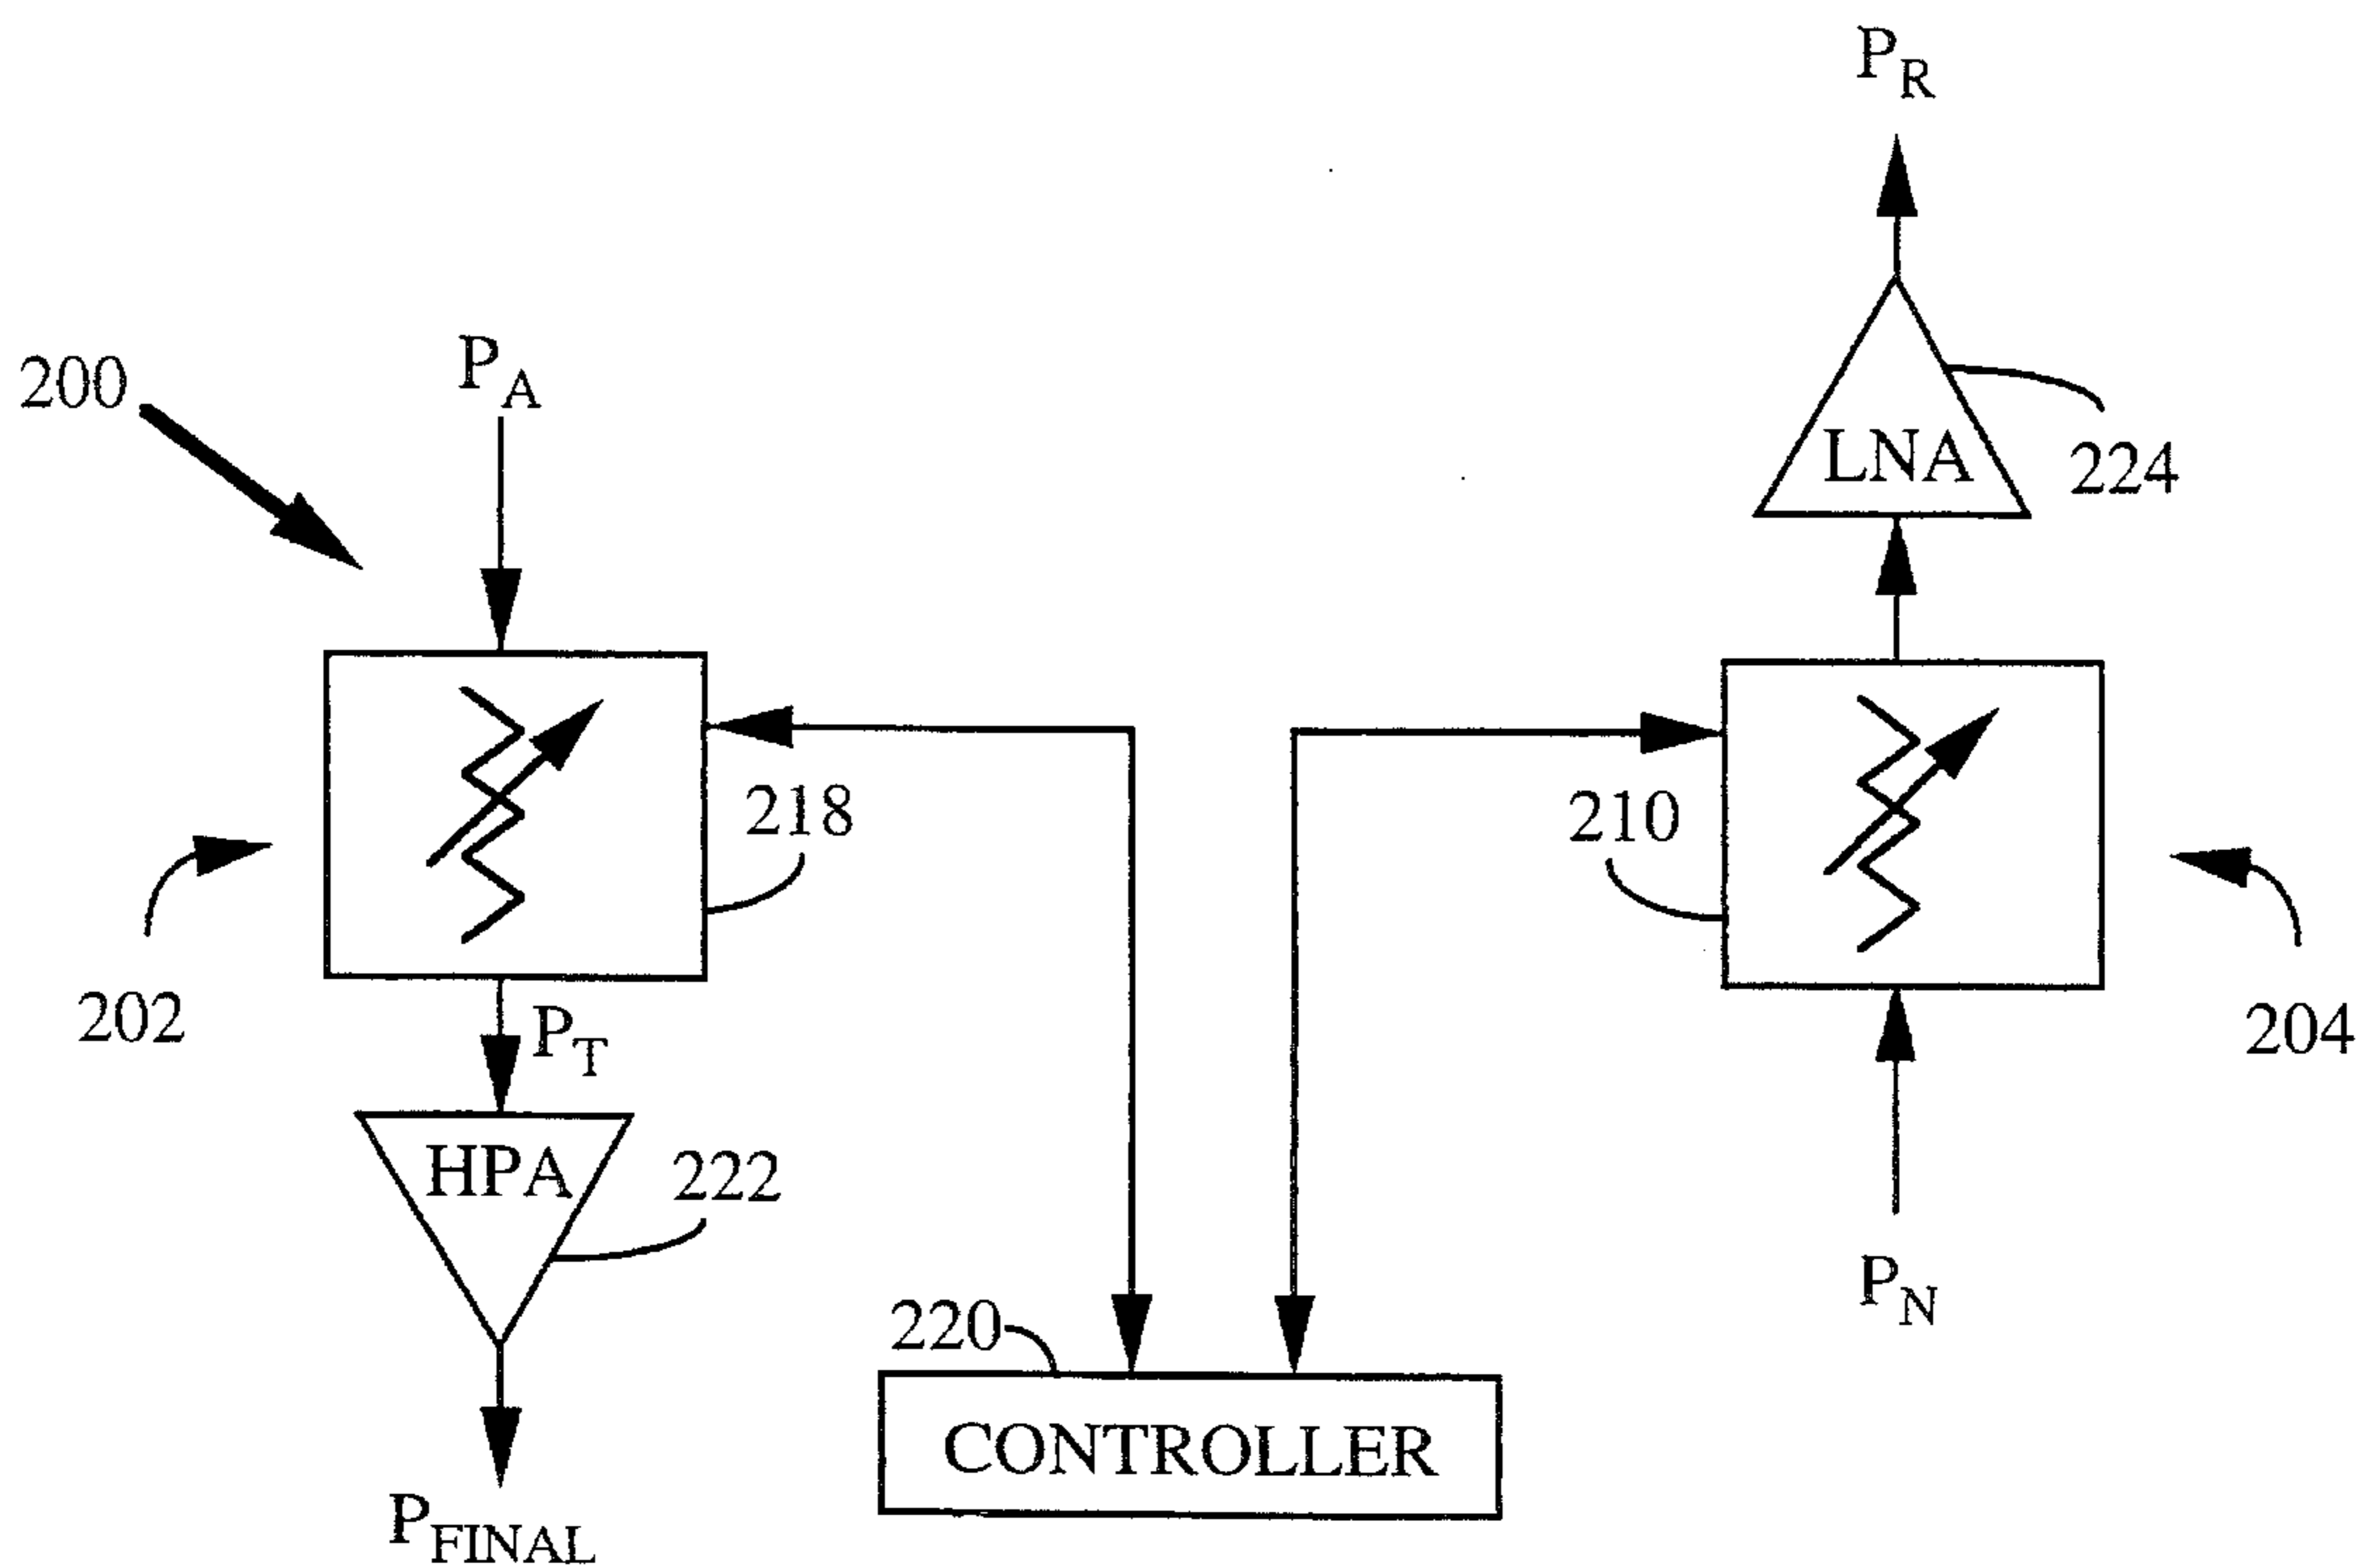 P_R
P_A
200
LNA
224
218
210
202
P_T
204
HPA
222
P_N
220
CONTROLLER
P_FINAL